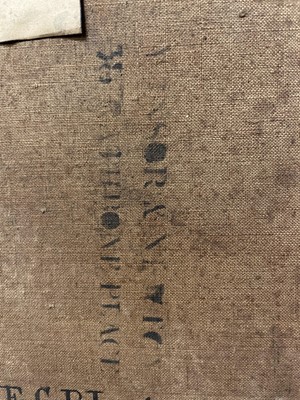 WINSOR & NEWTON
38 RATHBONE PLACE